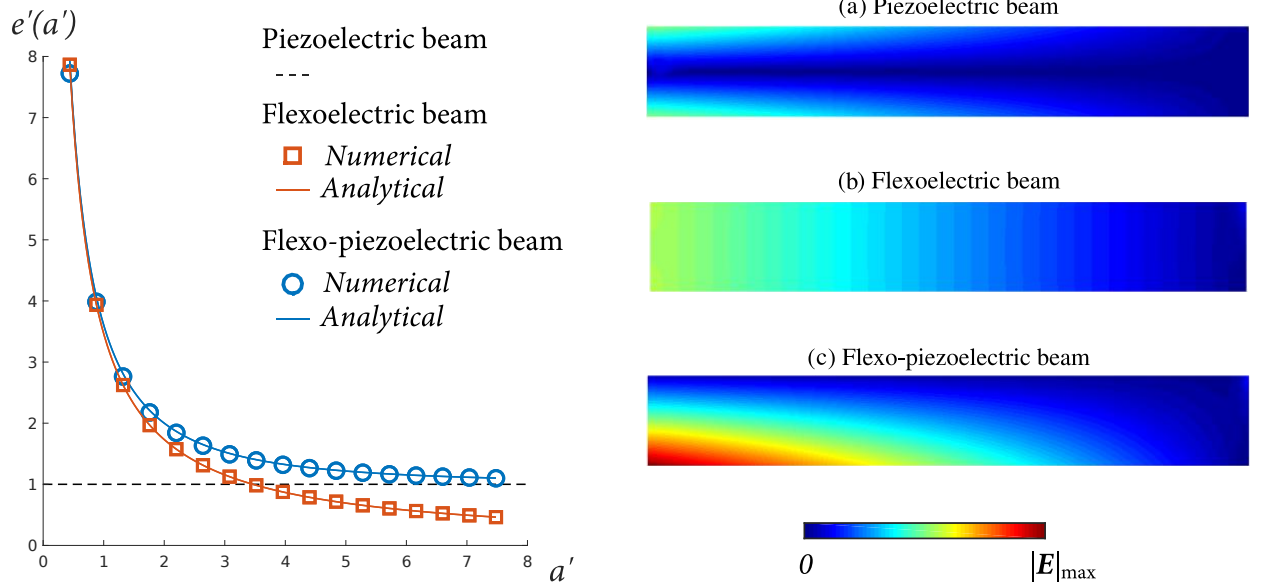 e′(a′)
8
7
6
5
4
3
2
1
0
0 1 2 3 4 5 6 7 8
a′
Piezoelectric beam
Flexoelectric beam
Numerical
Analytical
Flexo-piezoelectric beam
Numerical
Analytical
(a) Piezoelectric beam
(b) Flexoelectric beam
(c) Flexo-piezoelectric beam
0 |E|max